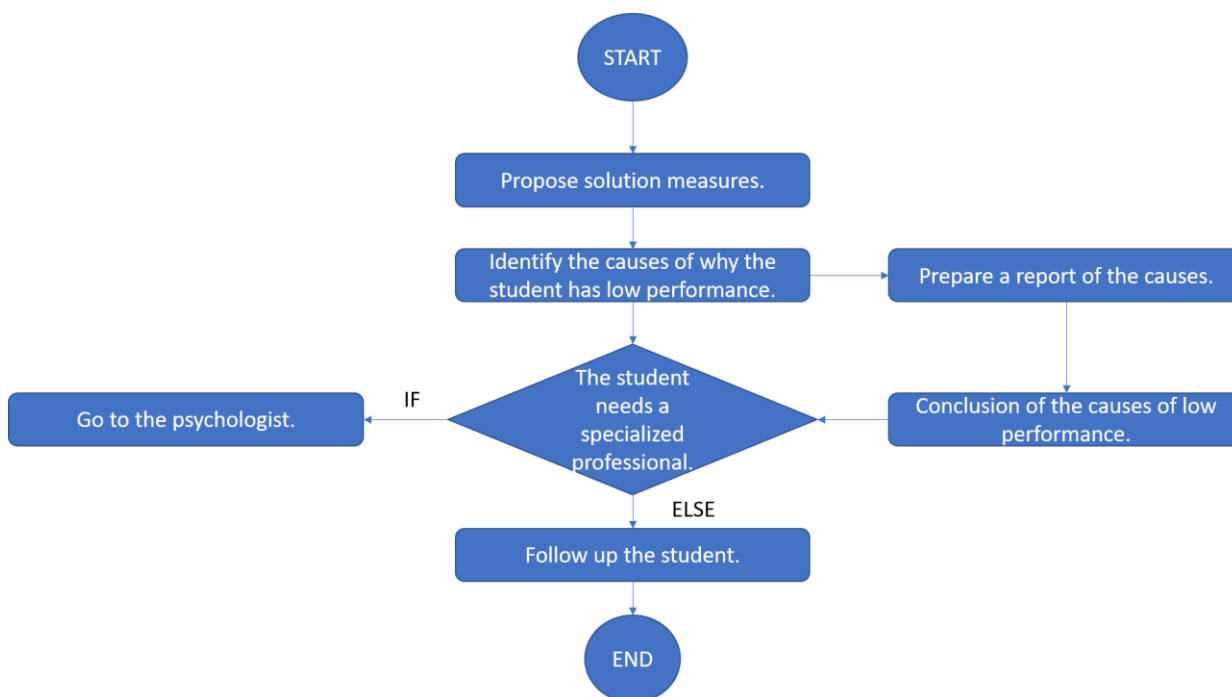 START
Propose solution measures.
Identify the causes of why the
student has low performance.
Prepare a report of the causes.
The student
needs a
specialized
professional.
IF
Go to the psychologist.
Conclusion of the causes of low
performance.
ELSE
Follow up the student.
END